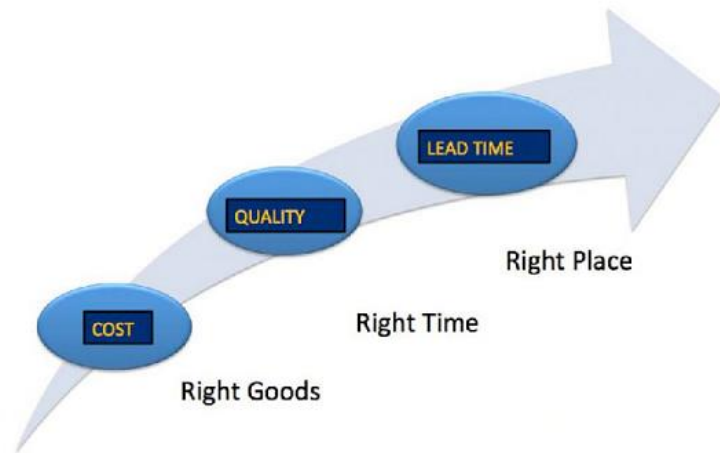 LEAD TIME
QUALITY
Right Place
Right Time
COST
Right Goods